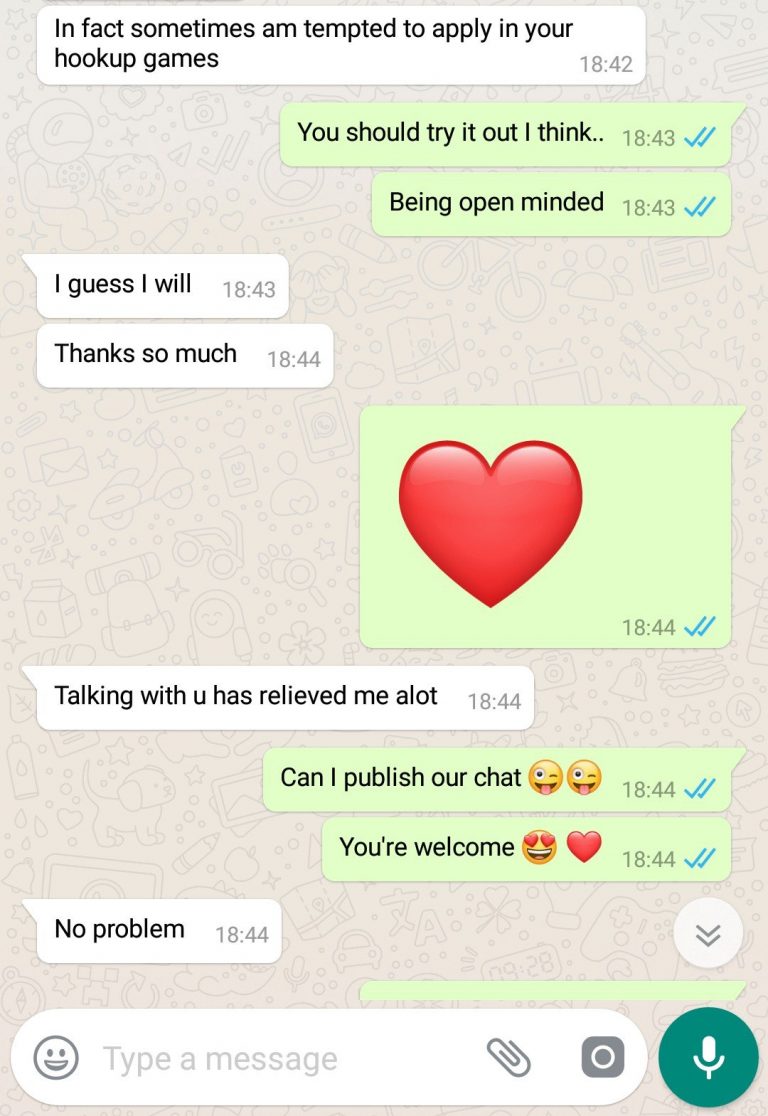 In fact sometimes am tempted to apply in your
hookup games
18:42
You should try it out I think.. 18:43
Being open minded 18:43
I guess I will 18:43
Thanks so much 18:44
18:44
Talking with u has relieved me alot 18:44
Can I publish our chat 😜😜 18:44
You're welcome 😍 ❤️ 18:44
No problem 18:44
Type a message